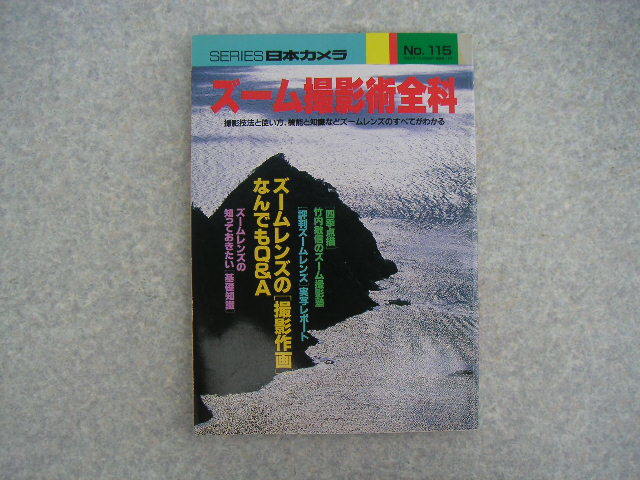 SERIES日本カメラ
No. 115
ズーム撮影術全科
撮影技法と使い方、機能と知識などズームレンズのすべてがわかる
[四季点描]
竹内敏信のズーム撮影塾
[評判ズームレンズ]実写レポート
ズームレンズの[撮影作画]
なんでもQ&A
ズームレンズの
知っておきたい[基礎知識]